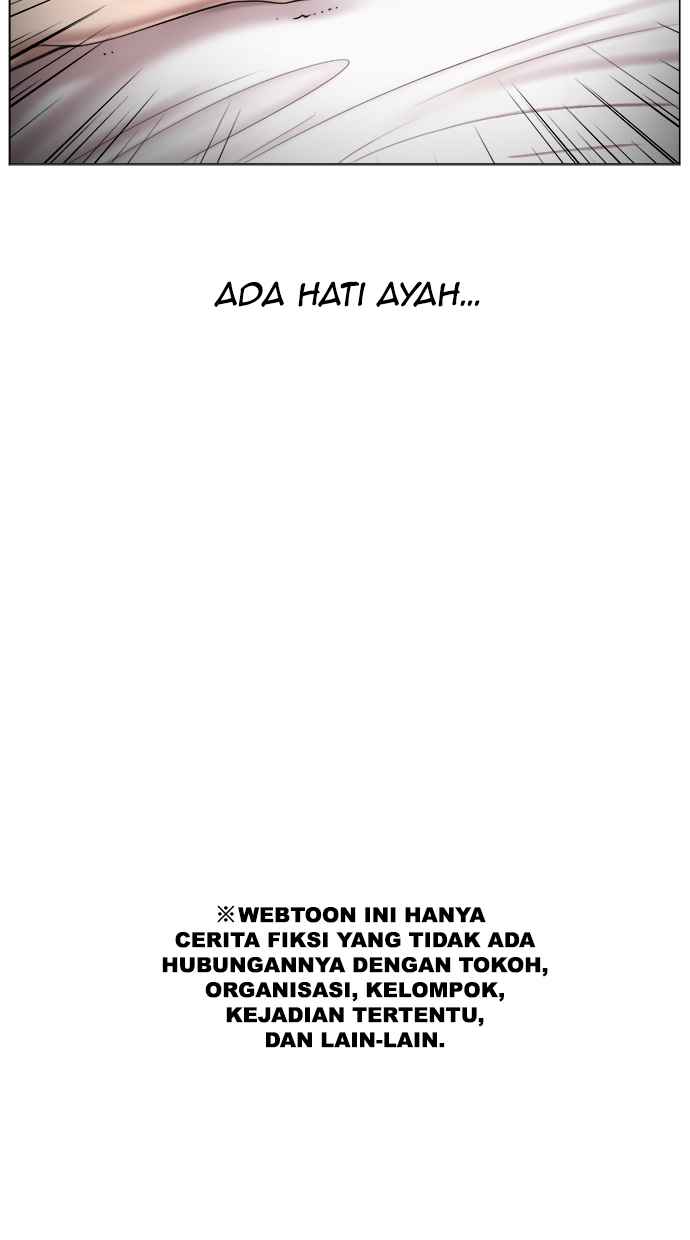 ADA HATI AYAH...
※WEBTOON INI HANYA
CERITA FIKSI YANG TIDAK ADA
HUBUNGANNYA DENGAN TOKOH,
ORGANISASI, KELOMPOK,
KEJADIAN TERTENTU,
DAN LAIN-LAIN.